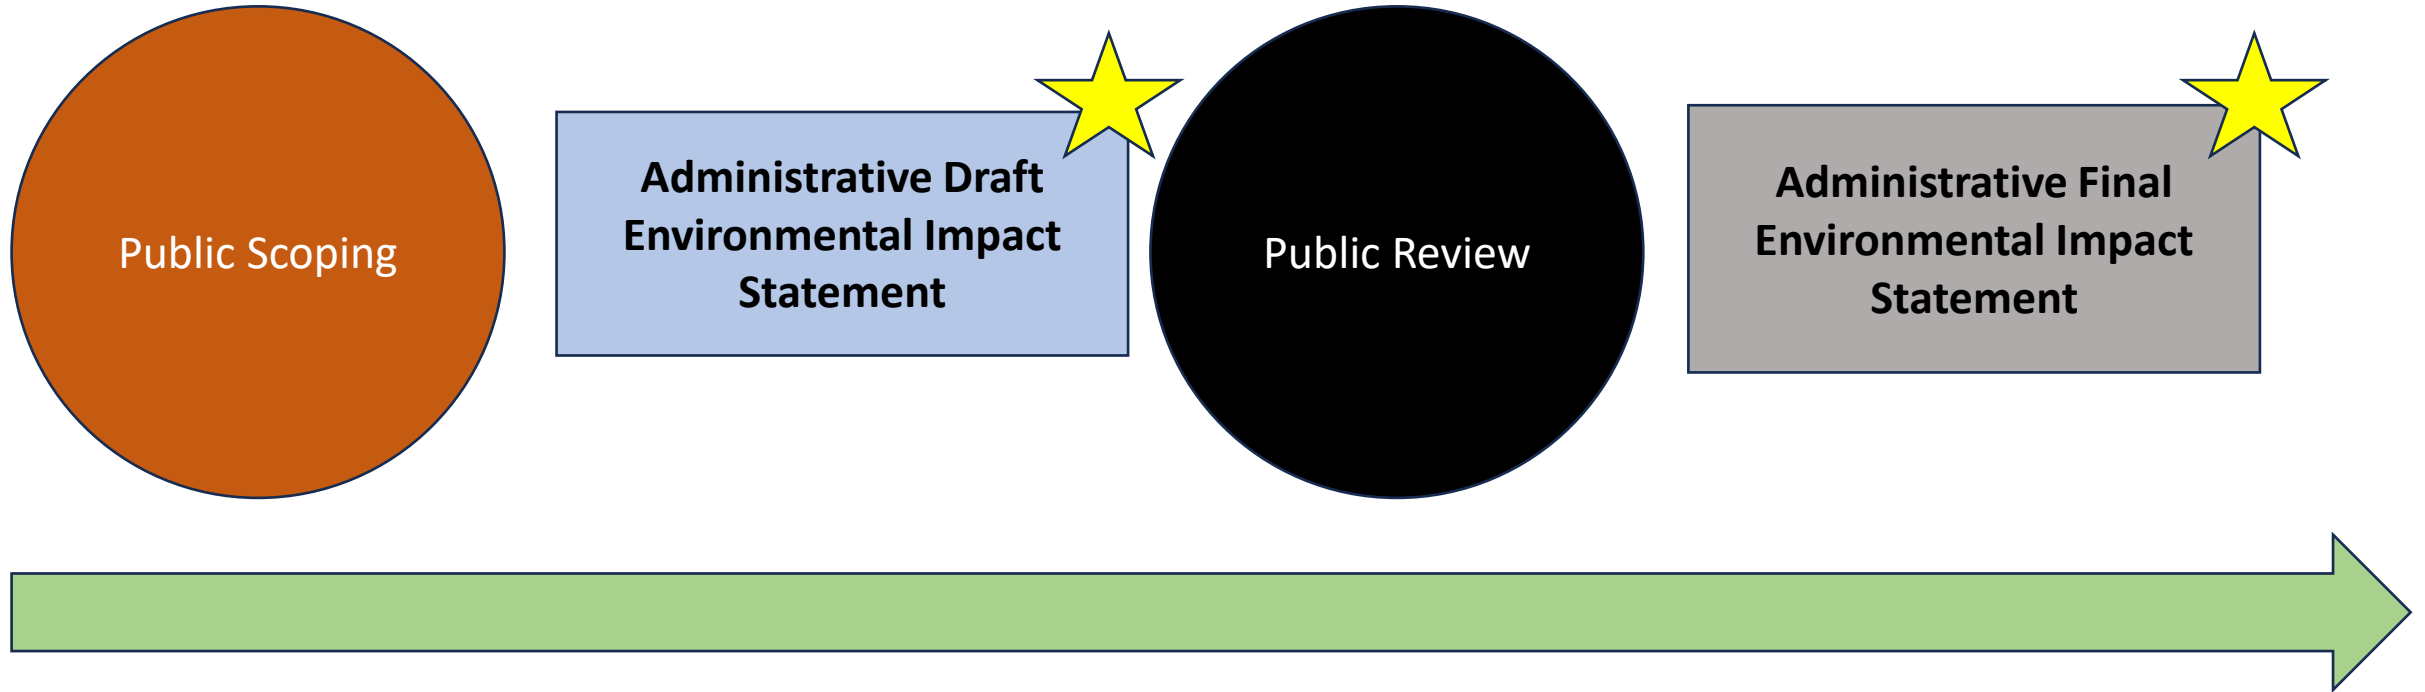 Public Scoping
Administrative Draft
Environmental Impact
Statement
Public Review
Administrative Final
Environmental Impact
Statement